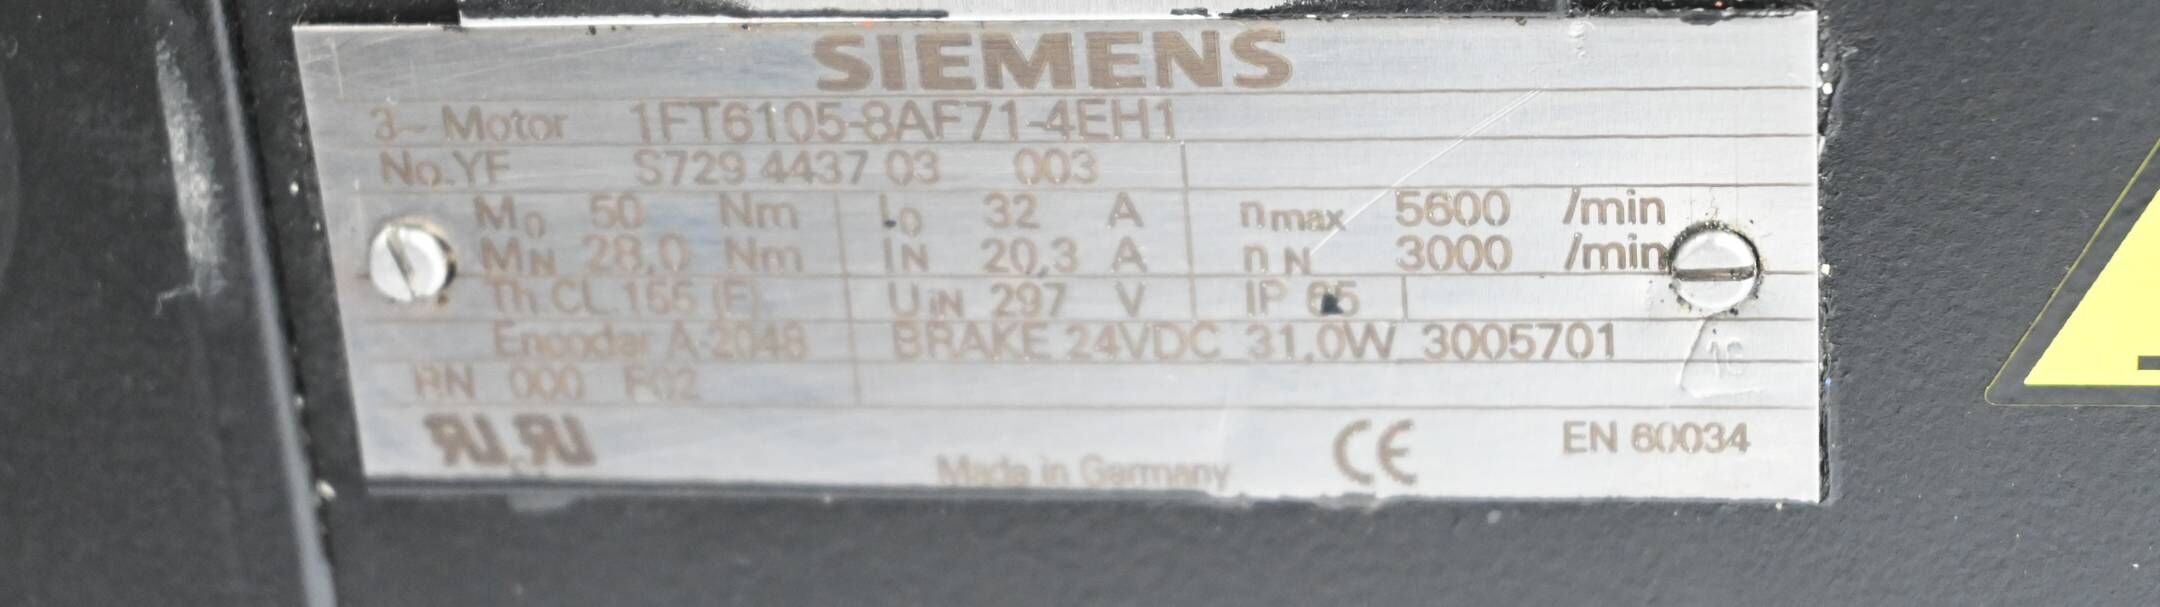 SIEMENS
3~ Motor 1FT6105-8AF71-4EH1
No.YF S729 4437 03 003
M0 50 Nm I0 32 A nmax 5600 /min
MN 28,0 Nm IN 20,3 A nN 3000 /min
Th.CL.155 (F) UiN 297 V IP 65
Encoder A-2048 BRAKE 24VDC 31,0W 3005701
RN 000 F02
Made in Germany CE EN 60034